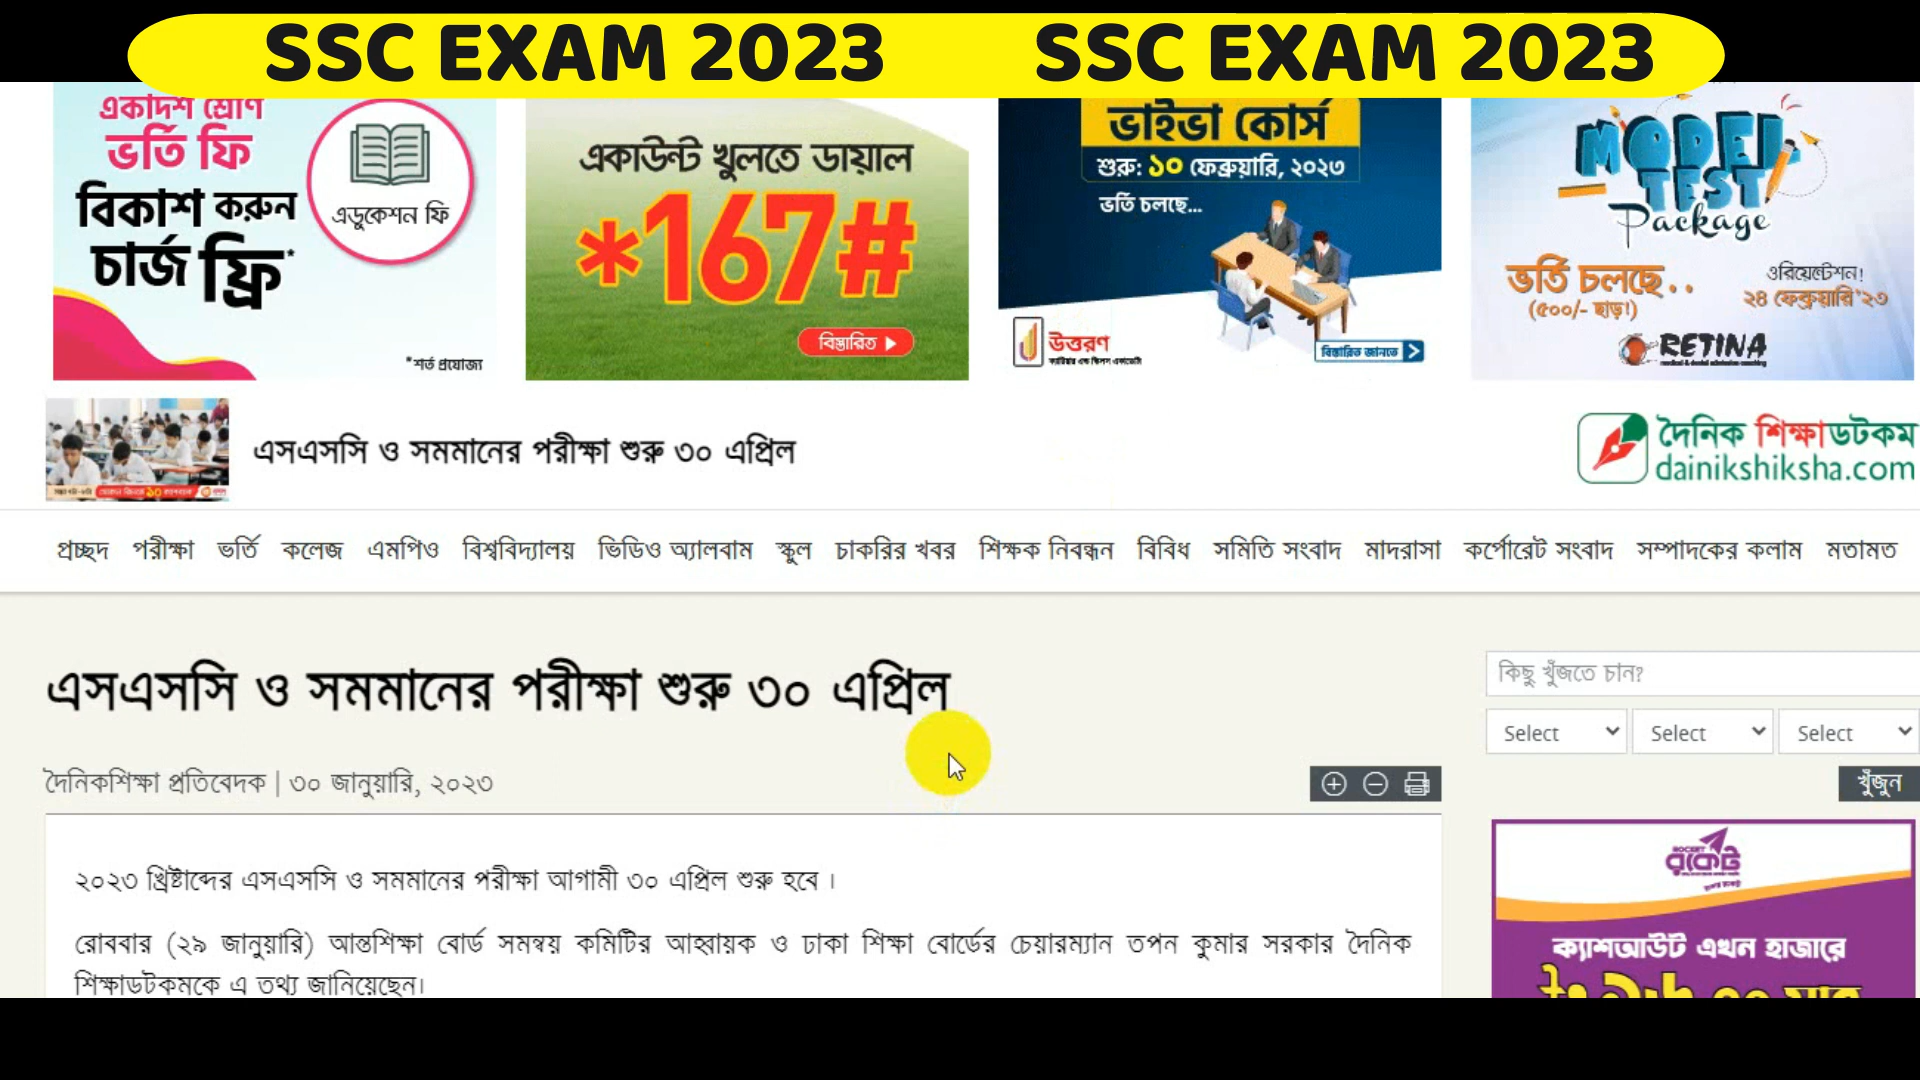 SSC EXAM 2023 SSC EXAM 2023
একাদশ শ্রেণি
ভর্তি ফি
বিকাশ করুন
চার্জ ফ্রি*
এডুকেশন ফি
*শর্ত প্রযোজ্য
একাউন্ট খুলতে ডায়াল
*167#
বিস্তারিত
ভাইভা কোর্স
শুরু: ১০ ফেব্রুয়ারি, ২০২৩
ভর্তি চলছে...
উত্তরণ
বিস্তারিত জানতে
MODEL
TEST
Package
ভর্তি চলছে..
(৫০০/- ছাড়!)
ওরিয়েন্টেশন!
২৪ ফেব্রুয়ারি'২৩
RETINA
এসএসসি ও সমমানের পরীক্ষা শুরু ৩০ এপ্রিল
দৈনিক শিক্ষাডটকম
dainikshiksha.com
প্রচ্ছদ পরীক্ষা ভর্তি কলেজ এমপিও বিশ্ববিদ্যালয় ভিডিও অ্যালবাম স্কুল চাকরির খবর শিক্ষক নিবন্ধন বিবিধ সমিতি সংবাদ মাদরাসা কর্পোরেট সংবাদ সম্পাদকের কলাম মতামত
এসএসসি ও সমমানের পরীক্ষা শুরু ৩০ এপ্রিল
কিছু খুঁজতে চান?
Select Select Select
দৈনিকশিক্ষা প্রতিবেদক | ৩০ জানুয়ারি, ২০২৩
খুঁজুন
২০২৩ খ্রিষ্টাব্দের এসএসসি ও সমমানের পরীক্ষা আগামী ৩০ এপ্রিল শুরু হবে ।
রোববার (২৯ জানুয়ারি) আন্তশিক্ষা বোর্ড সমন্বয় কমিটির আহ্বায়ক ও ঢাকা শিক্ষা বোর্ডের চেয়ারম্যান তপন কুমার সরকার দৈনিক
শিক্ষাডটকমকে এ তথ্য জানিয়েছেন।
ROCKET
রকেট
ক্যাশআউট এখন হাজারে